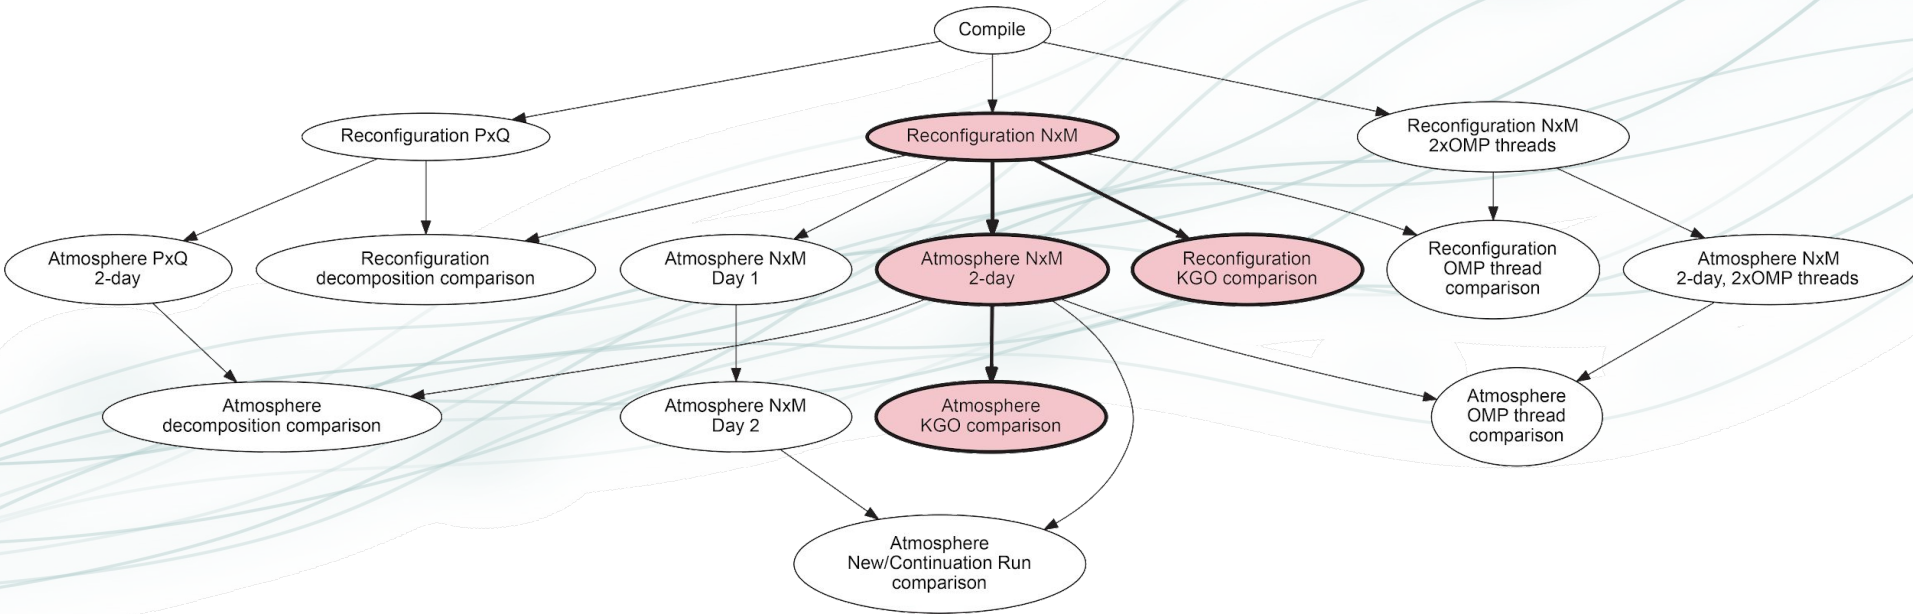 Compile
Reconfiguration PxQ
Reconfiguration NxM
Reconfiguration NxM
2xOMP threads
Atmosphere PxQ
2-day
Reconfiguration
decomposition comparison
Atmosphere NxM
Day 1
Atmosphere NxM
2-day
Reconfiguration
KGO comparison
Reconfiguration
OMP thread
comparison
Atmosphere NxM
2-day, 2xOMP threads
Atmosphere
decomposition comparison
Atmosphere NxM
Day 2
Atmosphere
KGO comparison
Atmosphere
OMP thread
comparison
Atmosphere
New/Continuation Run
comparison